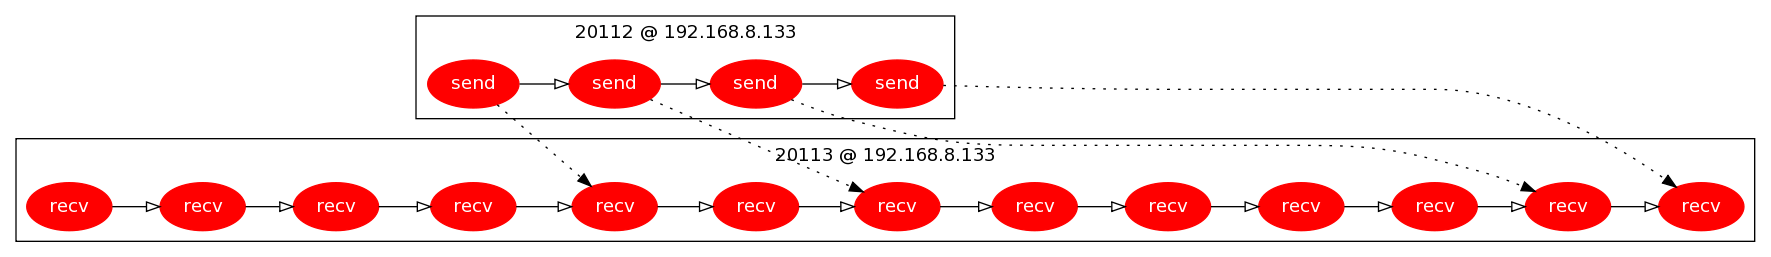 20112 @ 192.168.8.133
send send send send
20113 @ 192.168.8.133
recv recv recv recv recv recv recv recv recv recv recv recv recv